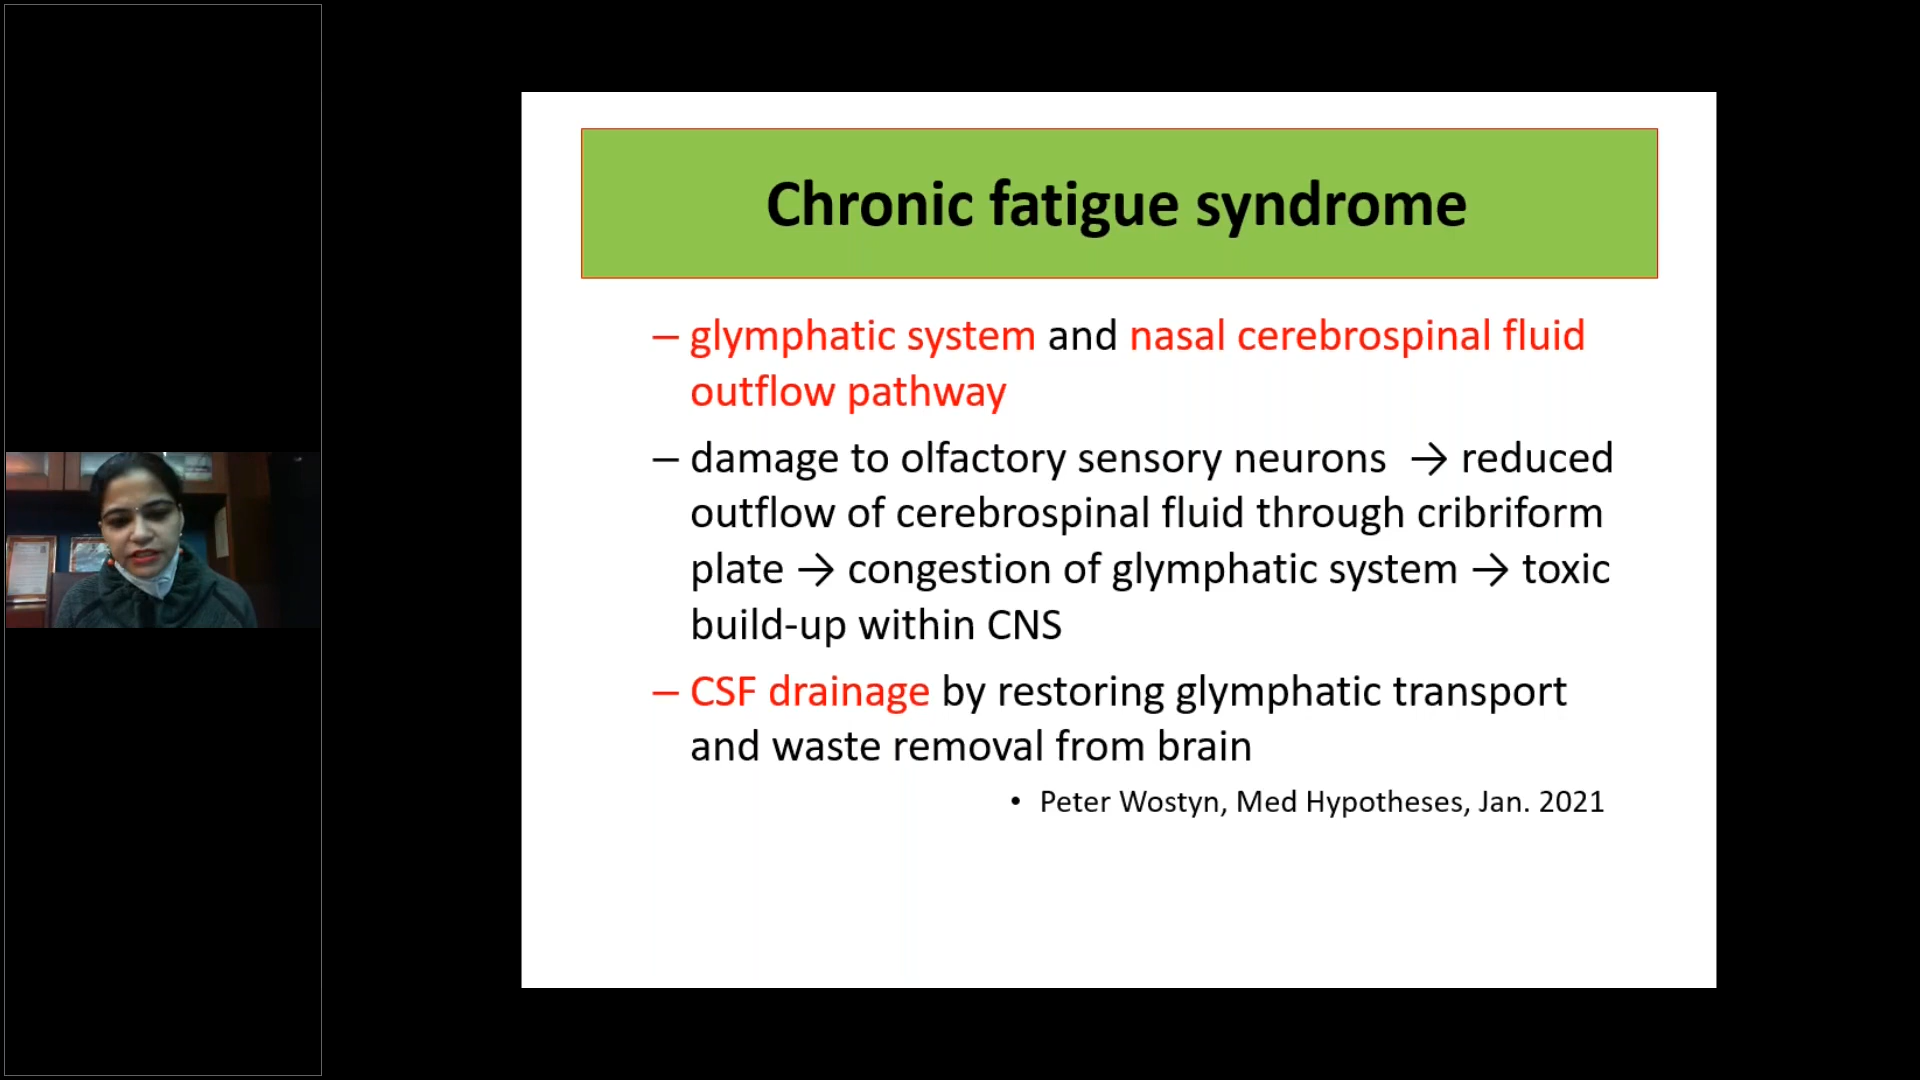 Chronic fatigue syndrome
– glymphatic system and nasal cerebrospinal fluid
outflow pathway
– damage to olfactory sensory neurons → reduced
outflow of cerebrospinal fluid through cribriform
plate → congestion of glymphatic system → toxic
build-up within CNS
– CSF drainage by restoring glymphatic transport
and waste removal from brain
• Peter Wostyn, Med Hypotheses, Jan. 2021